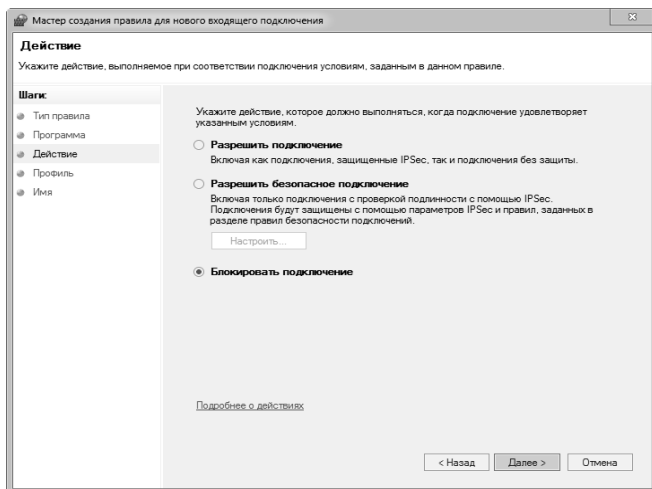 Мастер создания правила для нового входящего подключения
Действие
Укажите действие, выполняемое при соответствии подключения условиям, заданным в данном правиле.
Шаги:
Тип правила
Программа
Действие
Профиль
Имя
Укажите действие, которое должно выполняться, когда подключение удовлетворяет
указанным условиям.
Разрешить подключение
Включая как подключения, защищенные IPSec, так и подключения без защиты.
Разрешить безопасное подключение
Включая только подключения с проверкой подлинности с помощью IPSec.
Подключения будут защищены с помощью параметров IPSec и правил, заданных в
разделе правил безопасности подключений.
Настроить...
Блокировать подключение
Подробнее о действиях
< Назад
Далее >
Отмена